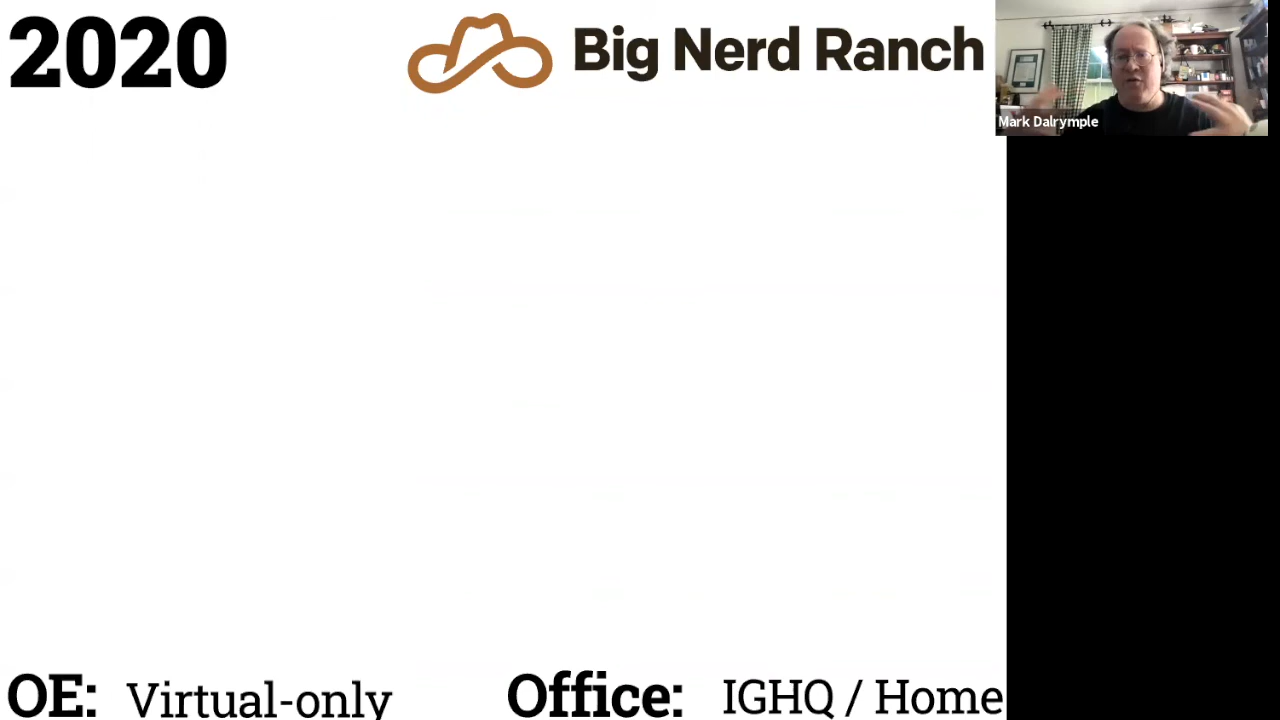 2020
Big Nerd Ranch
Mark Dalrymple
OE: Virtual-only
Office: IGHQ / Home